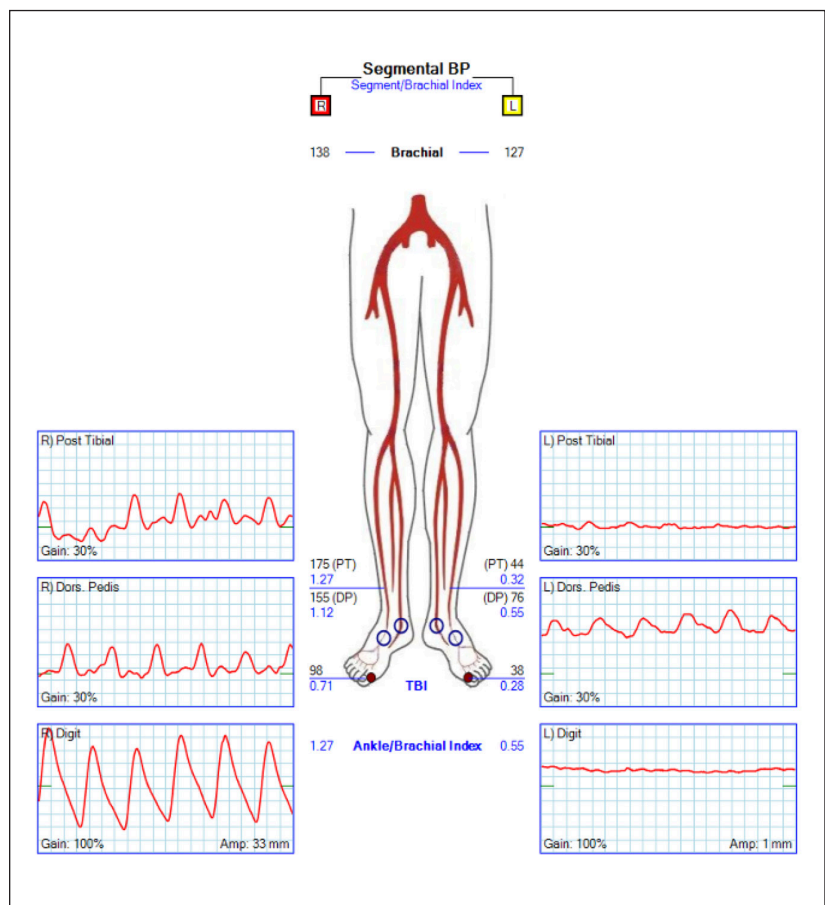 Segmental BP
Segment/Brachial Index
R L
138 Brachial 127
R) Post Tibial
Gain: 30%
L) Post Tibial
Gain: 30%
175 (PT) (PT) 44
1.27 0.32
155 (DP) (DP) 76
1.12 0.55
R) Dors. Pedis
Gain: 30%
L) Dors. Pedis
Gain: 30%
98 38
0.71 TBI 0.28
R) Digit
Gain: 100% Amp: 33 mm
1.27 Ankle/Brachial Index 0.55
L) Digit
Gain: 100% Amp: 1 mm